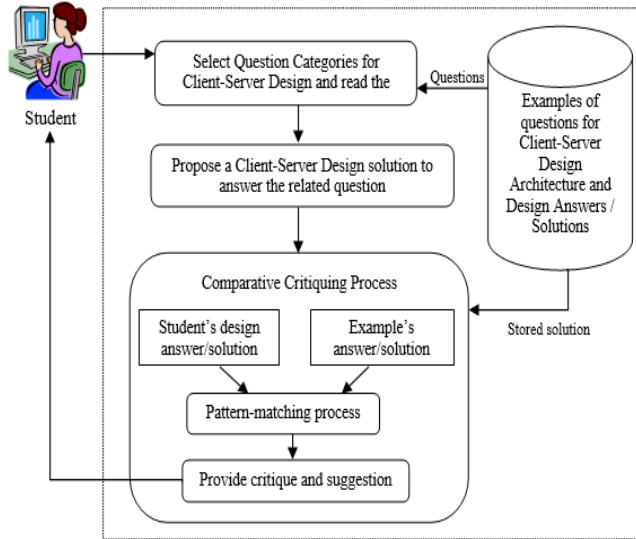 Student
Select Question Categories for
Client-Server Design and read the
Questions
Examples of
questions for
Client-Server
Design
Architecture and
Design Answers /
Solutions
Propose a Client-Server Design solution to
answer the related question
Comparative Critiquing Process
Student's design
answer/solution
Example's
answer/solution
Stored solution
Pattern-matching process
Provide critique and suggestion